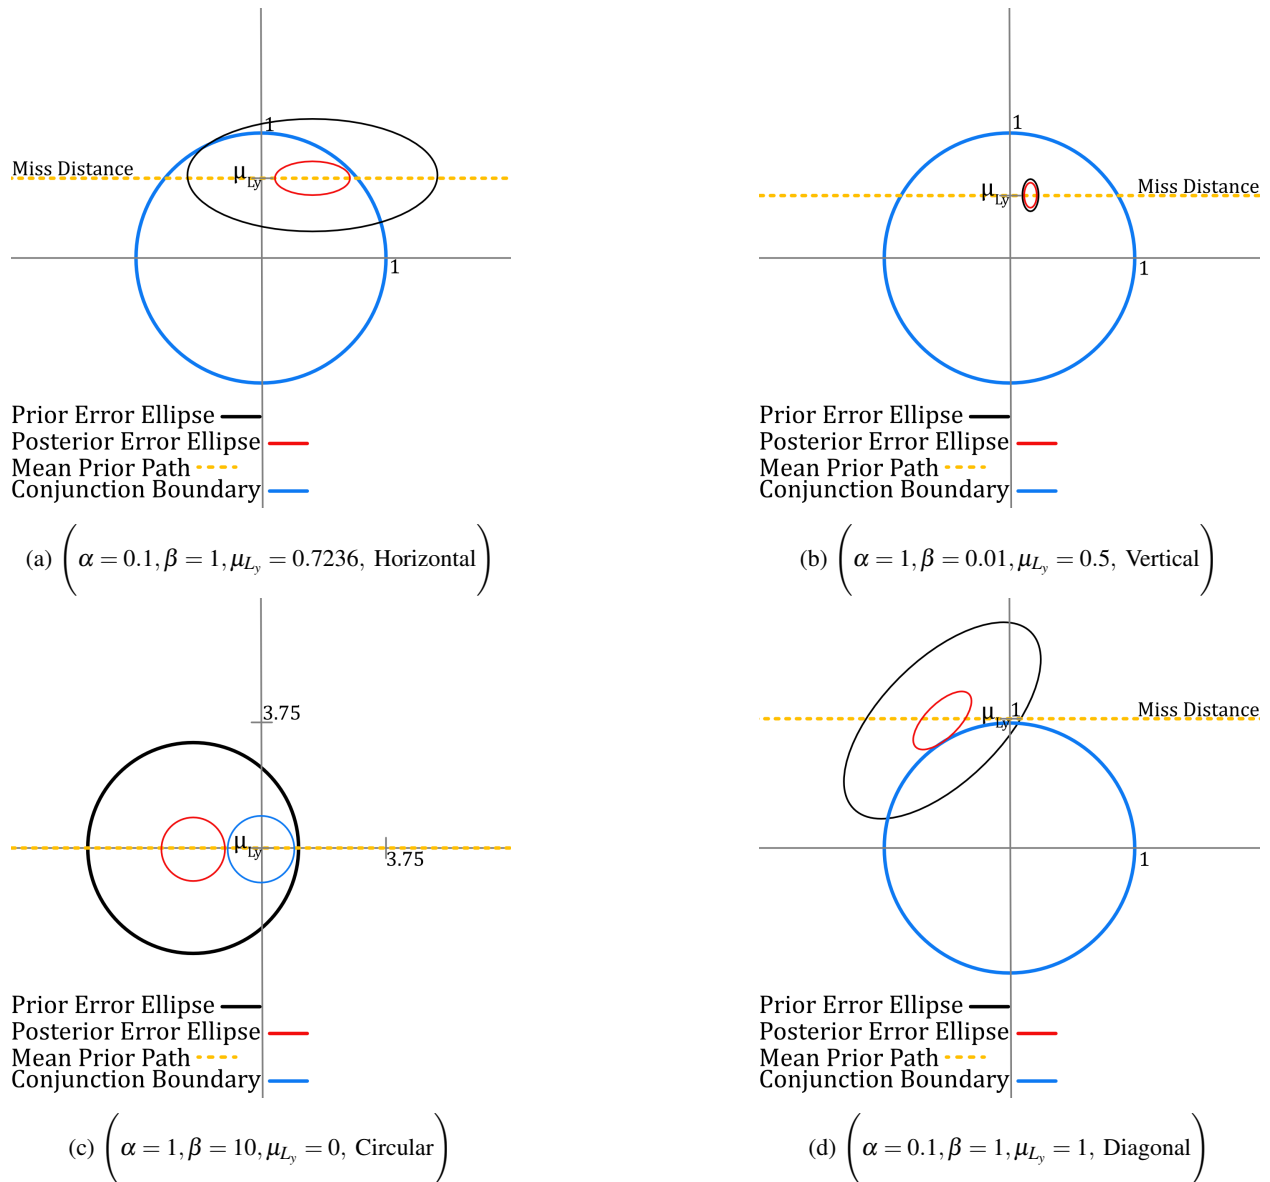 1
Miss Distance
μLy
1
Prior Error Ellipse
Posterior Error Ellipse
Mean Prior Path
Conjunction Boundary
(a) (α = 0.1, β = 1, μLy = 0.7236, Horizontal)
1
Miss Distance
μLy
1
Prior Error Ellipse
Posterior Error Ellipse
Mean Prior Path
Conjunction Boundary
(b) (α = 1, β = 0.01, μLy = 0.5, Vertical)
3.75
μLy
3.75
Prior Error Ellipse
Posterior Error Ellipse
Mean Prior Path
Conjunction Boundary
(c) (α = 1, β = 10, μLy = 0, Circular)
μLy 1 Miss Distance
1
Prior Error Ellipse
Posterior Error Ellipse
Mean Prior Path
Conjunction Boundary
(d) (α = 0.1, β = 1, μLy = 1, Diagonal)